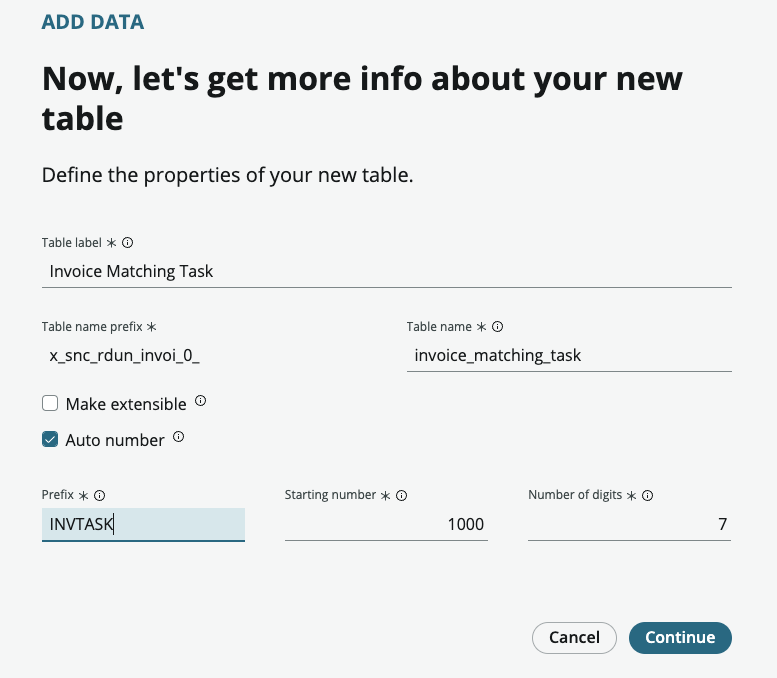 ADD DATA
Now, let's get more info about your new
table
Define the properties of your new table.
Table label *
Invoice Matching Task
Table name prefix * Table name *
x_snc_rdun_invoi_0_ invoice_matching_task
Make extensible
Auto number
Prefix * Starting number * Number of digits *
INVTASK 1000 7
Cancel Continue